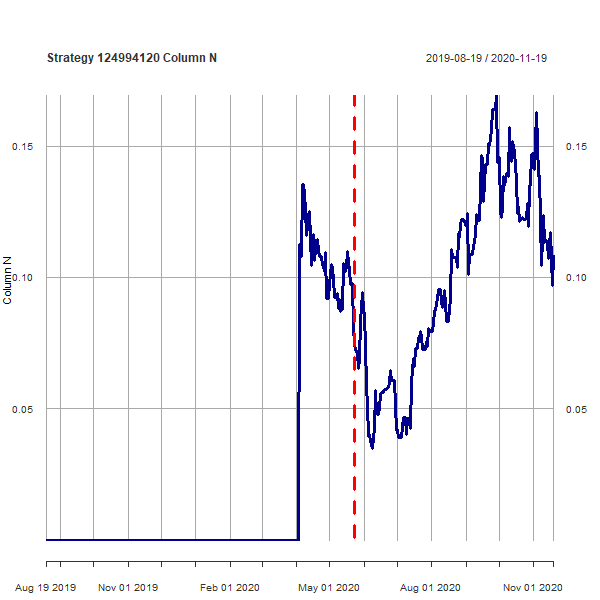 Strategy 124994120 Column N
2019-08-19 / 2020-11-19
0.15
0.15
Column N
0.10
0.10
0.05
0.05
Aug 19 2019
Nov 01 2019
Feb 01 2020
May 01 2020
Aug 01 2020
Nov 01 2020